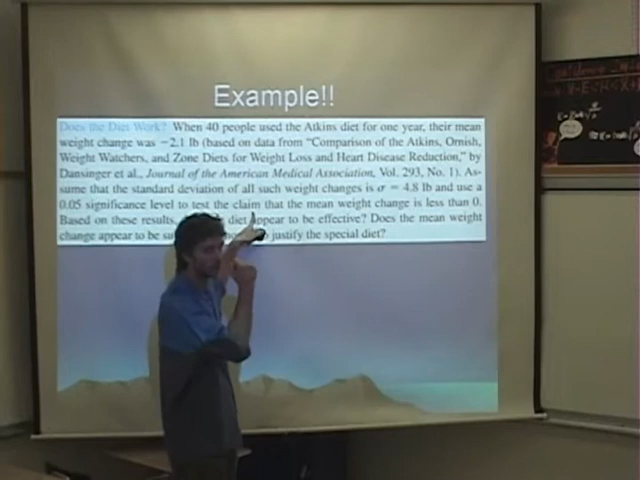 Example!!
Does the Diet Work? When 40 people used the Atkins diet for one year, their mean
weight change was −2.1 lb (based on data from “Comparison of the Atkins, Ornish,
Weight Watchers, and Zone Diets for Weight Loss and Heart Disease Reduction,” by
Dansinger et al., Journal of the American Medical Association, Vol. 293, No. 1). As-
sume that the standard deviation of all such weight changes is σ = 4.8 lb and use a
0.05 significance level to test the claim that the mean weight change is less than 0.
Based on these results, diet appear to be effective? Does the mean weight
change appear to be justify the special diet?